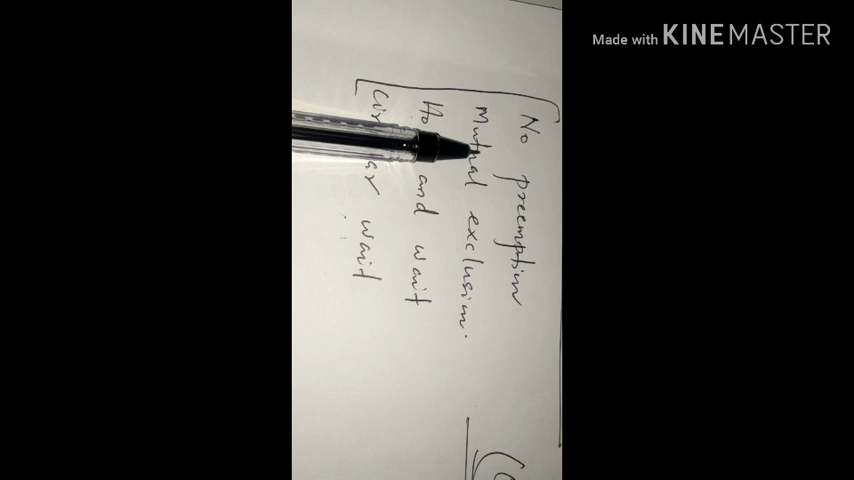 Made with KINEMASTER
No preemption
Mutual exclusion.
and wait
wait